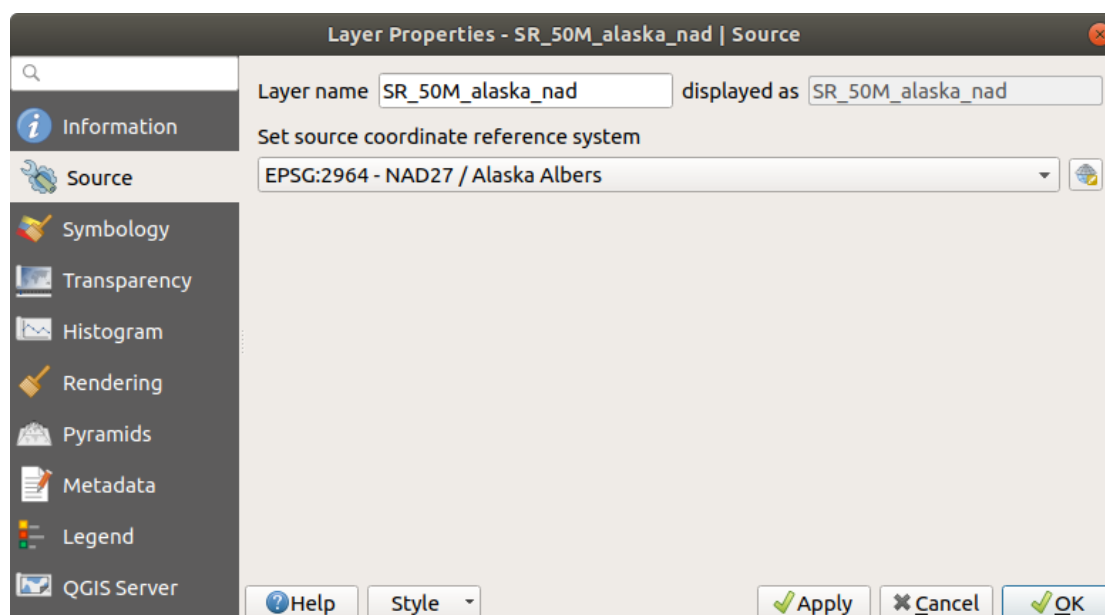 Layer Properties - SR_50M_alaska_nad | Source
Layer name SR_50M_alaska_nad displayed as SR_50M_alaska_nad
Set source coordinate reference system
EPSG:2964 - NAD27 / Alaska Albers
Information
Source
Symbology
Transparency
Histogram
Rendering
Pyramids
Metadata
Legend
QGIS Server
Help Style Apply Cancel OK